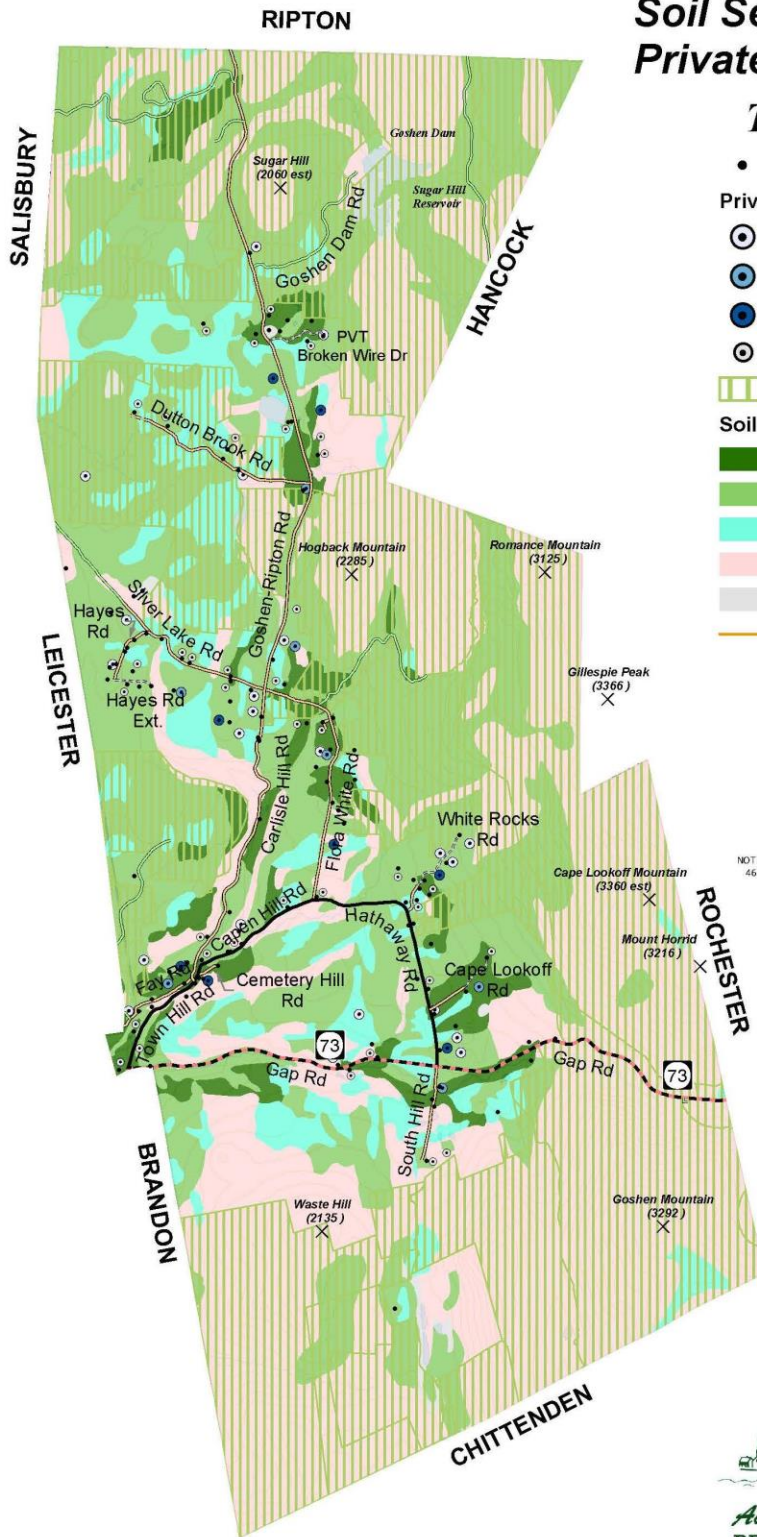 RIPTON
Soil Se
Private
T
SALISBURY
Goshen Dam
Sugar Hill
(2060 est)
Sugar Hill
Reservoir
Goshen Dam Rd
HANCOCK
Priv
PVT
Broken Wire Dr
Soil
Dutton Brook Rd
Goshen-Ripton Rd
Hogback Mountain
(2285 )
Romance Mountain
(3125 )
Silver Lake Rd
Hayes
Rd
LEICESTER
Hayes Rd
Ext.
Gillespie Peak
(3366 )
Carlisle Hill Rd
Flora White Rd
White Rocks
Rd
NOT
46
Cape Lookoff Mountain
(3360 est)
ROCHESTER
Capen Hill Rd
Hathaway Rd
Mount Horrid
(3216 )
Fay Rd
Cemetery Hill
Rd
Cape Lookoff
Rd
Town Hill Rd
73
Gap Rd
Gap Rd
73
South Hill Rd
BRANDON
Waste Hill
(2135 )
Goshen Mountain
(3292 )
CHITTENDEN